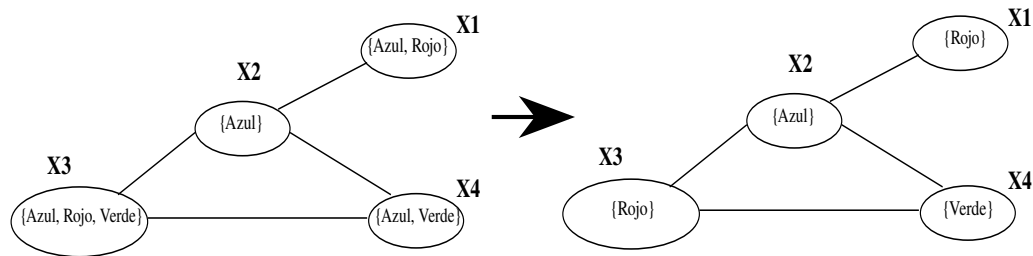 X1
{Azul, Rojo}
X2
{Azul}
X3
{Azul, Rojo, Verde}
X4
{Azul, Verde}
X1
{Rojo}
X2
{Azul}
X3
{Rojo}
X4
{Verde}